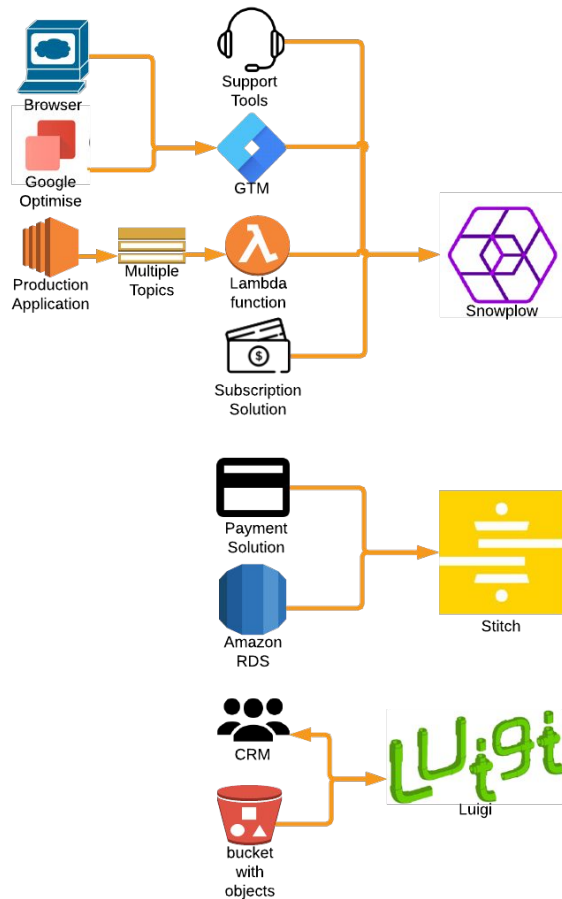 Support
Tools
Browser
Google
Optimise
GTM
Production
Application
Multiple
Topics
Lambda
function
Snowplow
$
Subscription
Solution
Payment
Solution
Amazon
RDS
Stitch
CRM
Luigi
Luigi
bucket
with
objects